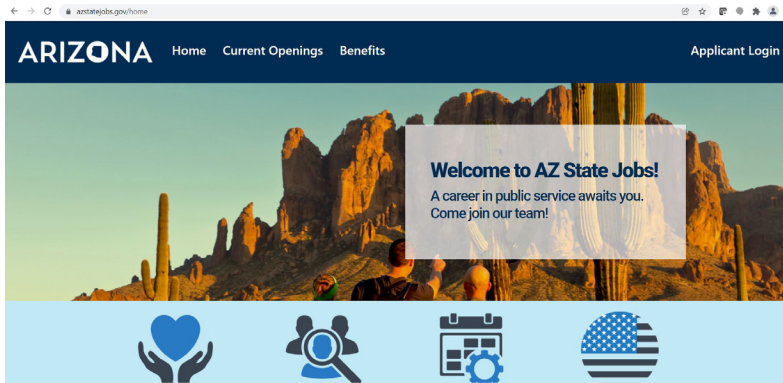 azstatejobs.gov/home
ARIZONA Home Current Openings Benefits Applicant Login
Welcome to AZ State Jobs!
A career in public service awaits you.
Come join our team!